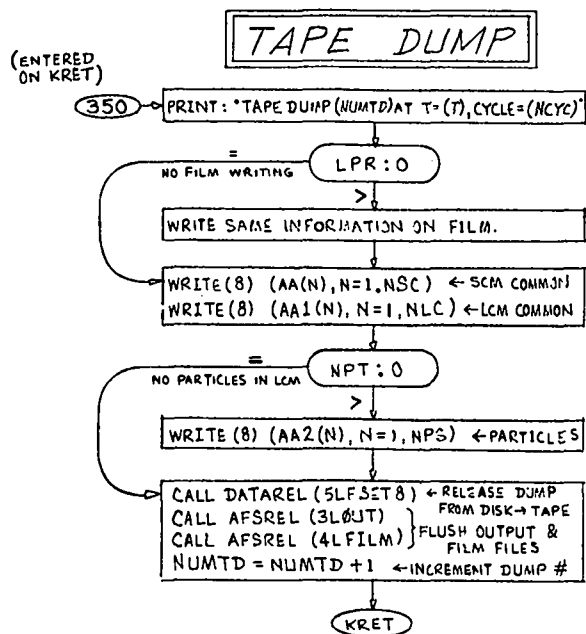 TAPE DUMP
(ENTERED
ON KRET)
350
PRINT: "TAPE DUMP (NUMTD) AT T=(T), CYCLE=(NCYC)"
=
NO FILM WRITING
LPR:0
>
WRITE SAME INFORMATION ON FILM.
WRITE(8) (AA(N), N=1, NSC) ← SCM COMMON
WRITE(8) (AA1(N), N=1, NLC) ← LCM COMMON
=
NO PARTICLES IN LCM
NPT:0
>
WRITE(8) (AA2(N), N=1, NPS) ← PARTICLES
CALL DATAREL (5LFSET8) ← RELEASE DUMP
FROM DISK → TAPE
CALL AFSREL (3LØUT)
CALL AFSREL (4LFILM)
} FLUSH OUTPUT &
FILM FILES
NUMTD = NUMTD + 1 ← INCREMENT DUMP #
KRET